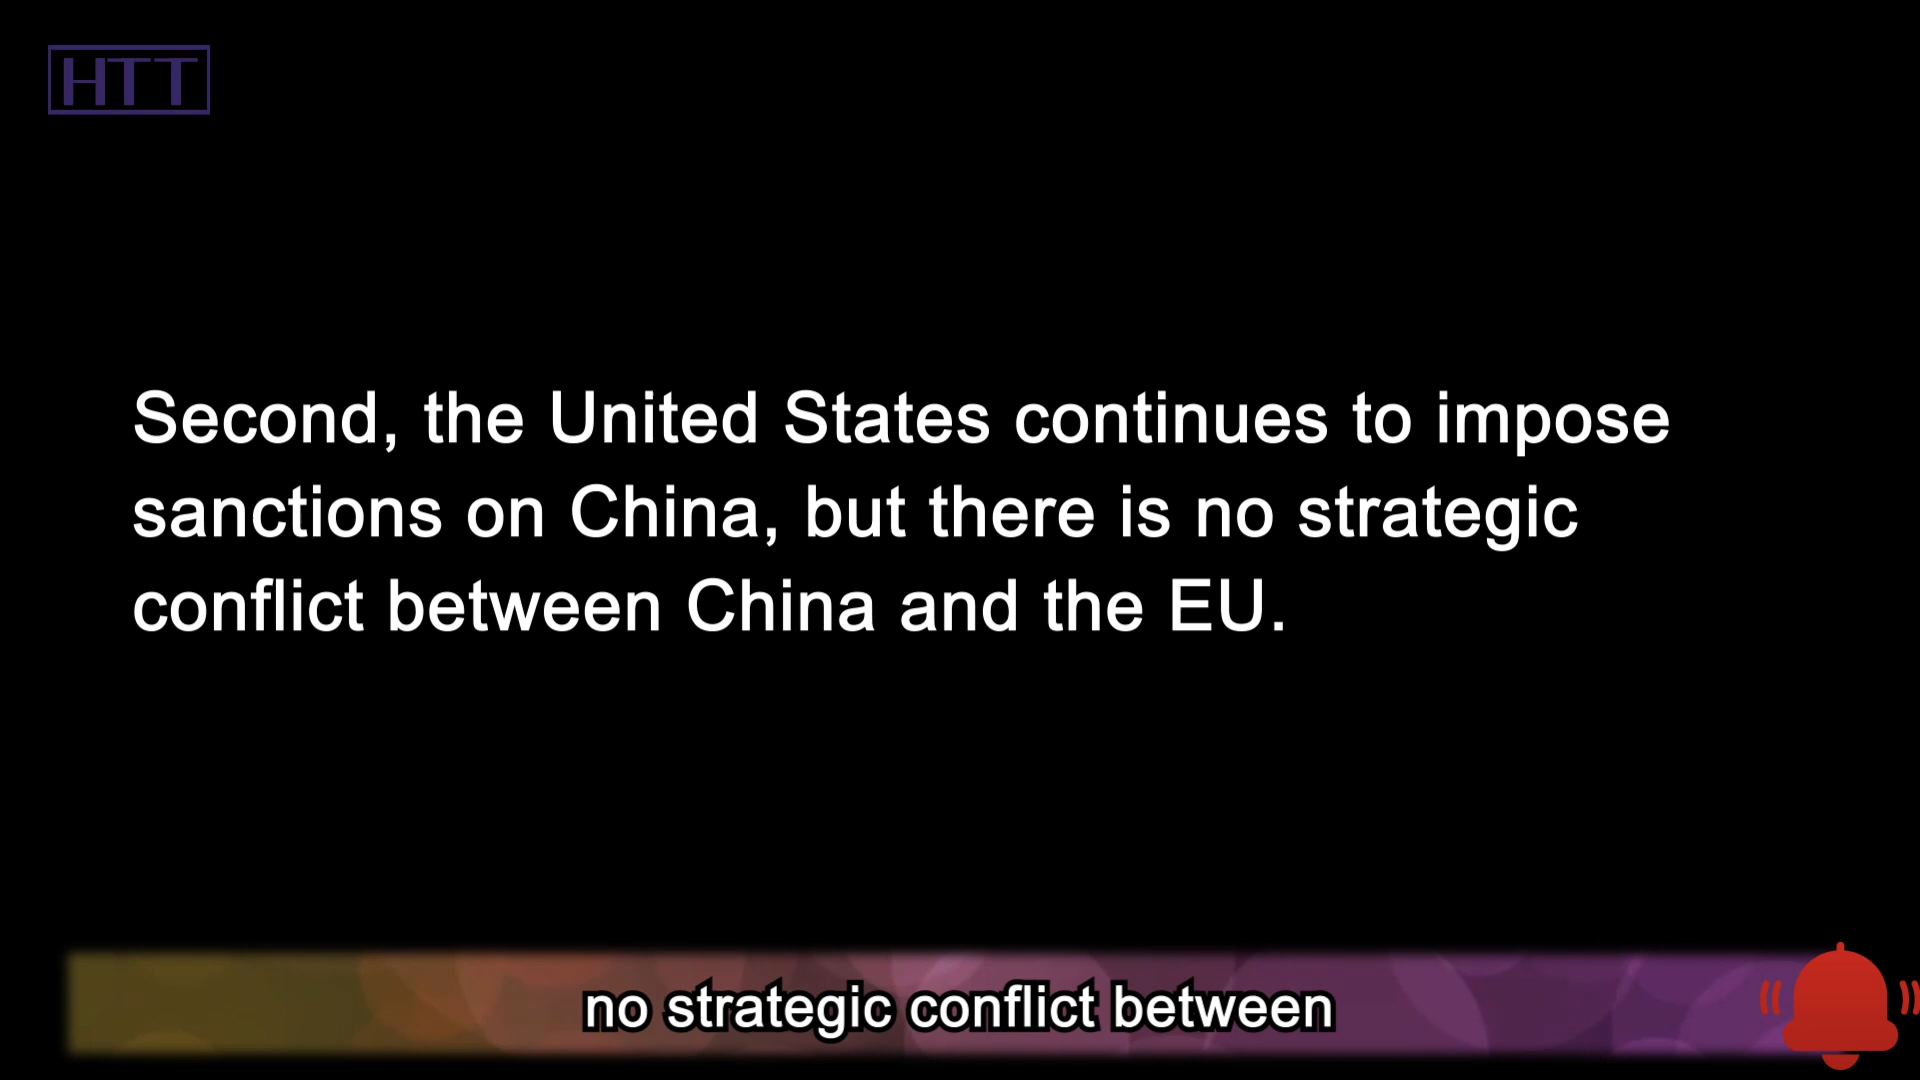 HTT
Second, the United States continues to impose
sanctions on China, but there is no strategic
conflict between China and the EU.
no strategic conflict between